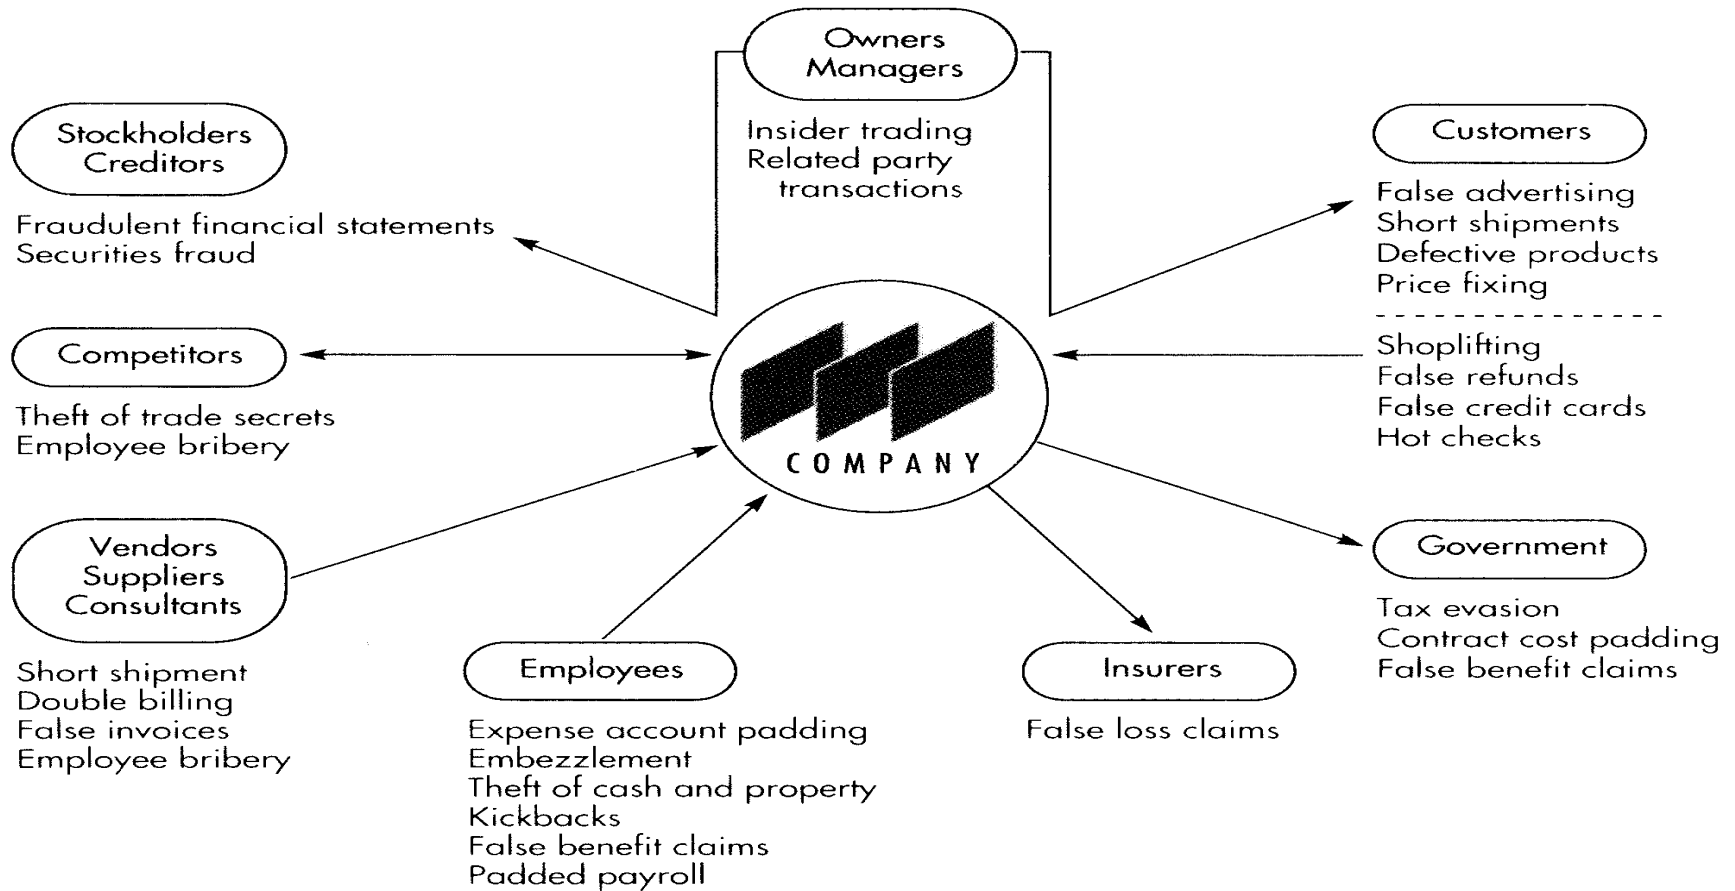 Owners
Managers
Insider trading
Related party
transactions
Stockholders
Creditors
Fraudulent financial statements
Securities fraud
Customers
False advertising
Short shipments
Defective products
Price fixing
Shoplifting
False refunds
False credit cards
Hot checks
Competitors
Theft of trade secrets
Employee bribery
COMPANY
Vendors
Suppliers
Consultants
Short shipment
Double billing
False invoices
Employee bribery
Employees
Expense account padding
Embezzlement
Theft of cash and property
Kickbacks
False benefit claims
Padded payroll
Insurers
False loss claims
Government
Tax evasion
Contract cost padding
False benefit claims